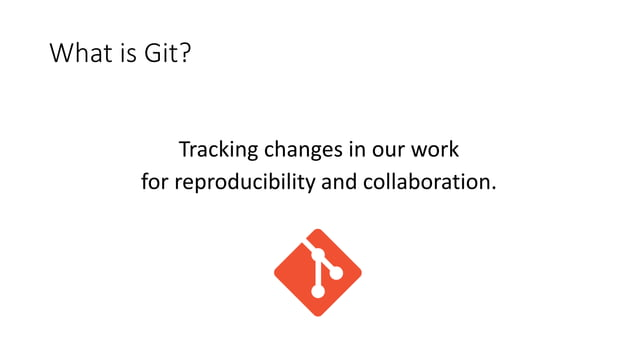 What is Git?
Tracking changes in our work
for reproducibility and collaboration.